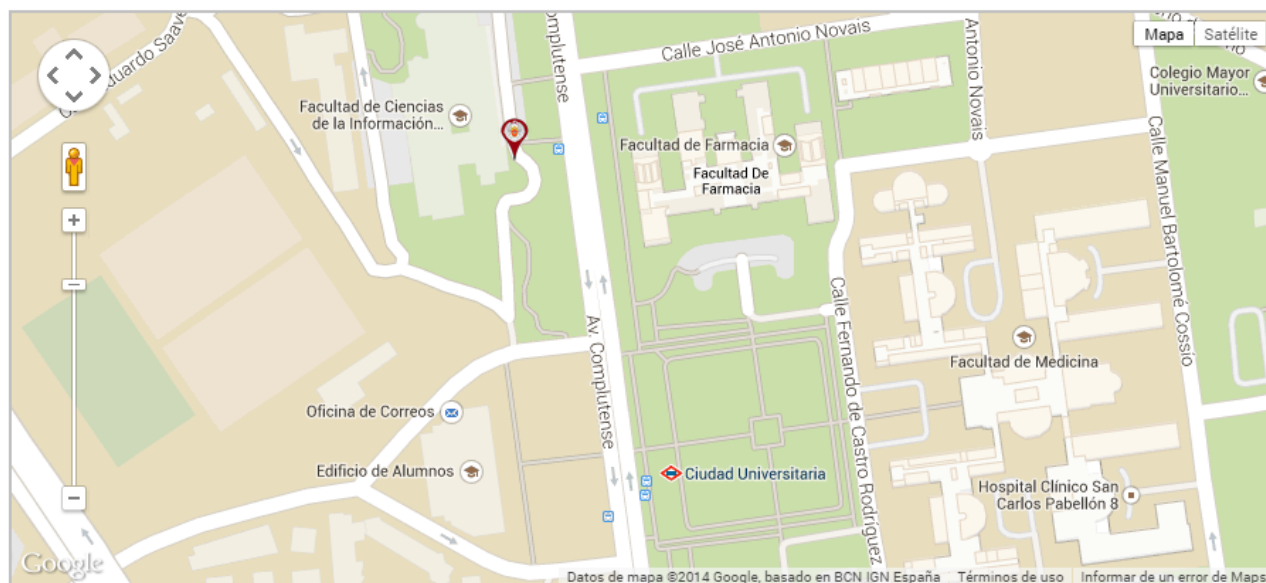 Mapa
Satélite
Complutense
Calle José Antonio Novais
Antonio Novais
Colegio Mayor
Universitario...
Facultad de Ciencias
de la Información...
Facultad de Farmacia
Facultad De
Farmacia
Calle Manuel Bartolomé Cossío
Av. Complutense
Calle Fernando de Castro Rodríguez
Facultad de Medicina
Oficina de Correos
Edificio de Alumnos
Ciudad Universitaria
Hospital Clínico San
Carlos Pabellón 8
Google
Datos de mapa ©2014 Google, basado en BCN IGN España
Términos de uso
Informar de un error de Maps